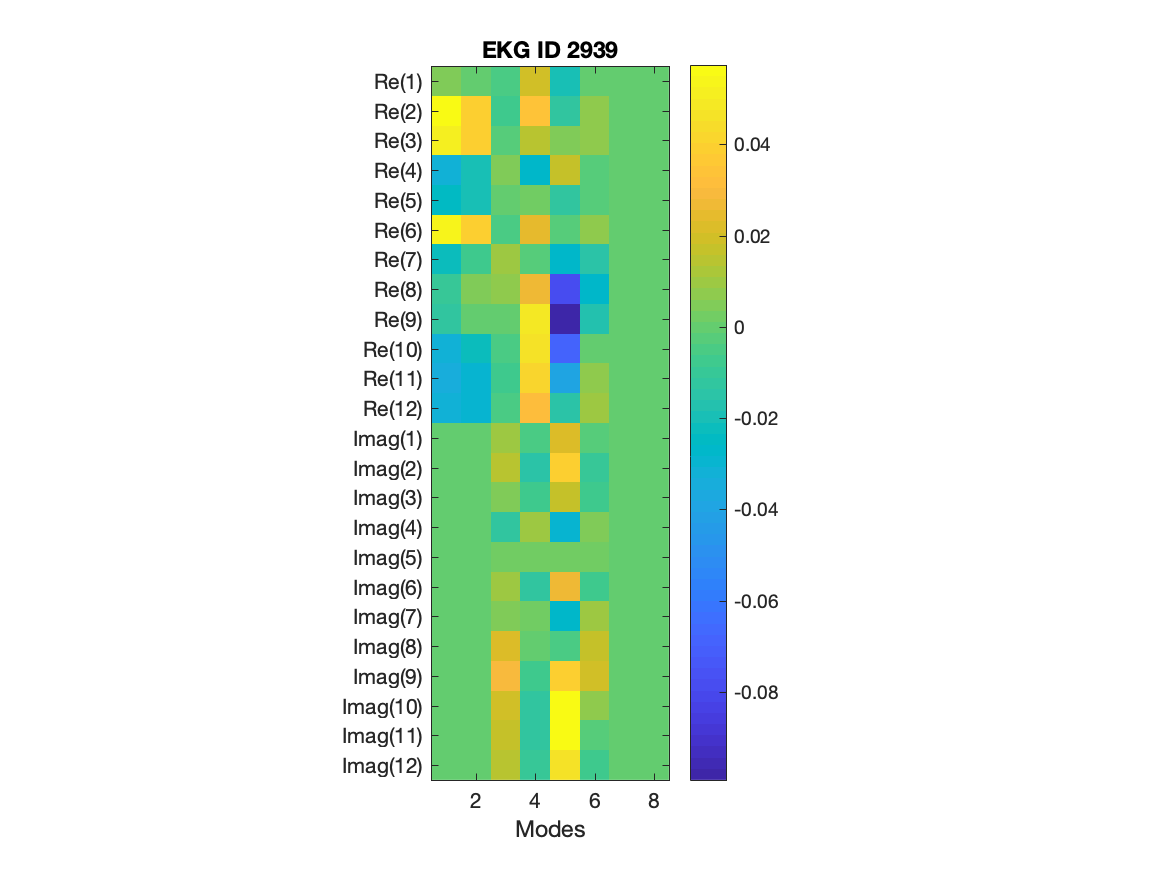 EKG ID 2939
Re(1)
Re(2)
Re(3)
Re(4)
Re(5)
Re(6)
Re(7)
Re(8)
Re(9)
Re(10)
Re(11)
Re(12)
Imag(1)
Imag(2)
Imag(3)
Imag(4)
Imag(5)
Imag(6)
Imag(7)
Imag(8)
Imag(9)
Imag(10)
Imag(11)
Imag(12)
2 4 6 8
Modes
0.04
0.02
0
-0.02
-0.04
-0.06
-0.08